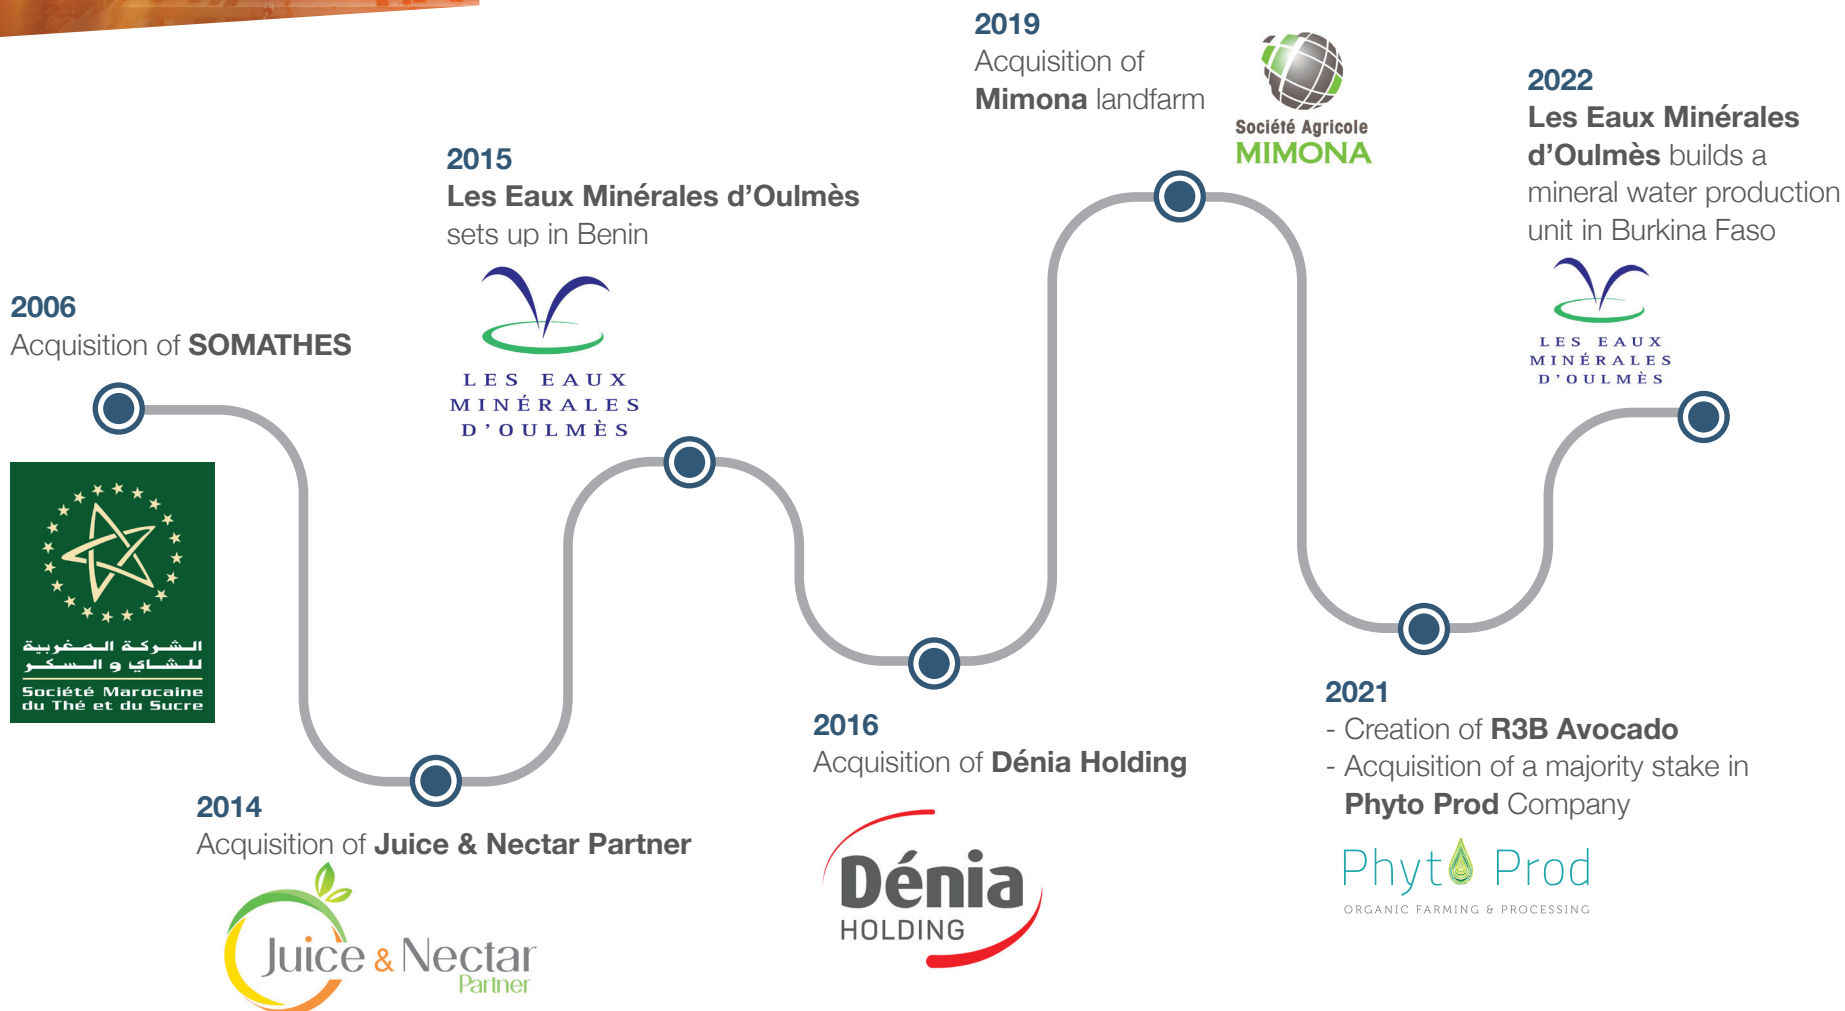 2006
Acquisition of SOMATHES
الشركة المغربية
للشاي و السكر
Société Marocaine
du Thé et du Sucre
2014
Acquisition of Juice & Nectar Partner
Juice & Nectar
Partner
2015
Les Eaux Minérales d’Oulmès
sets up in Benin
LES EAUX
MINÉRALES
D’OULMÈS
2016
Acquisition of Dénia Holding
Dénia
HOLDING
2019
Acquisition of
Mimona landfarm
Société Agricole
MIMONA
2021
- Creation of R3B Avocado
- Acquisition of a majority stake in
Phyto Prod Company
Phyto Prod
ORGANIC FARMING & PROCESSING
2022
Les Eaux Minérales
d’Oulmès builds a
mineral water production
unit in Burkina Faso
LES EAUX
MINÉRALES
D’OULMÈS